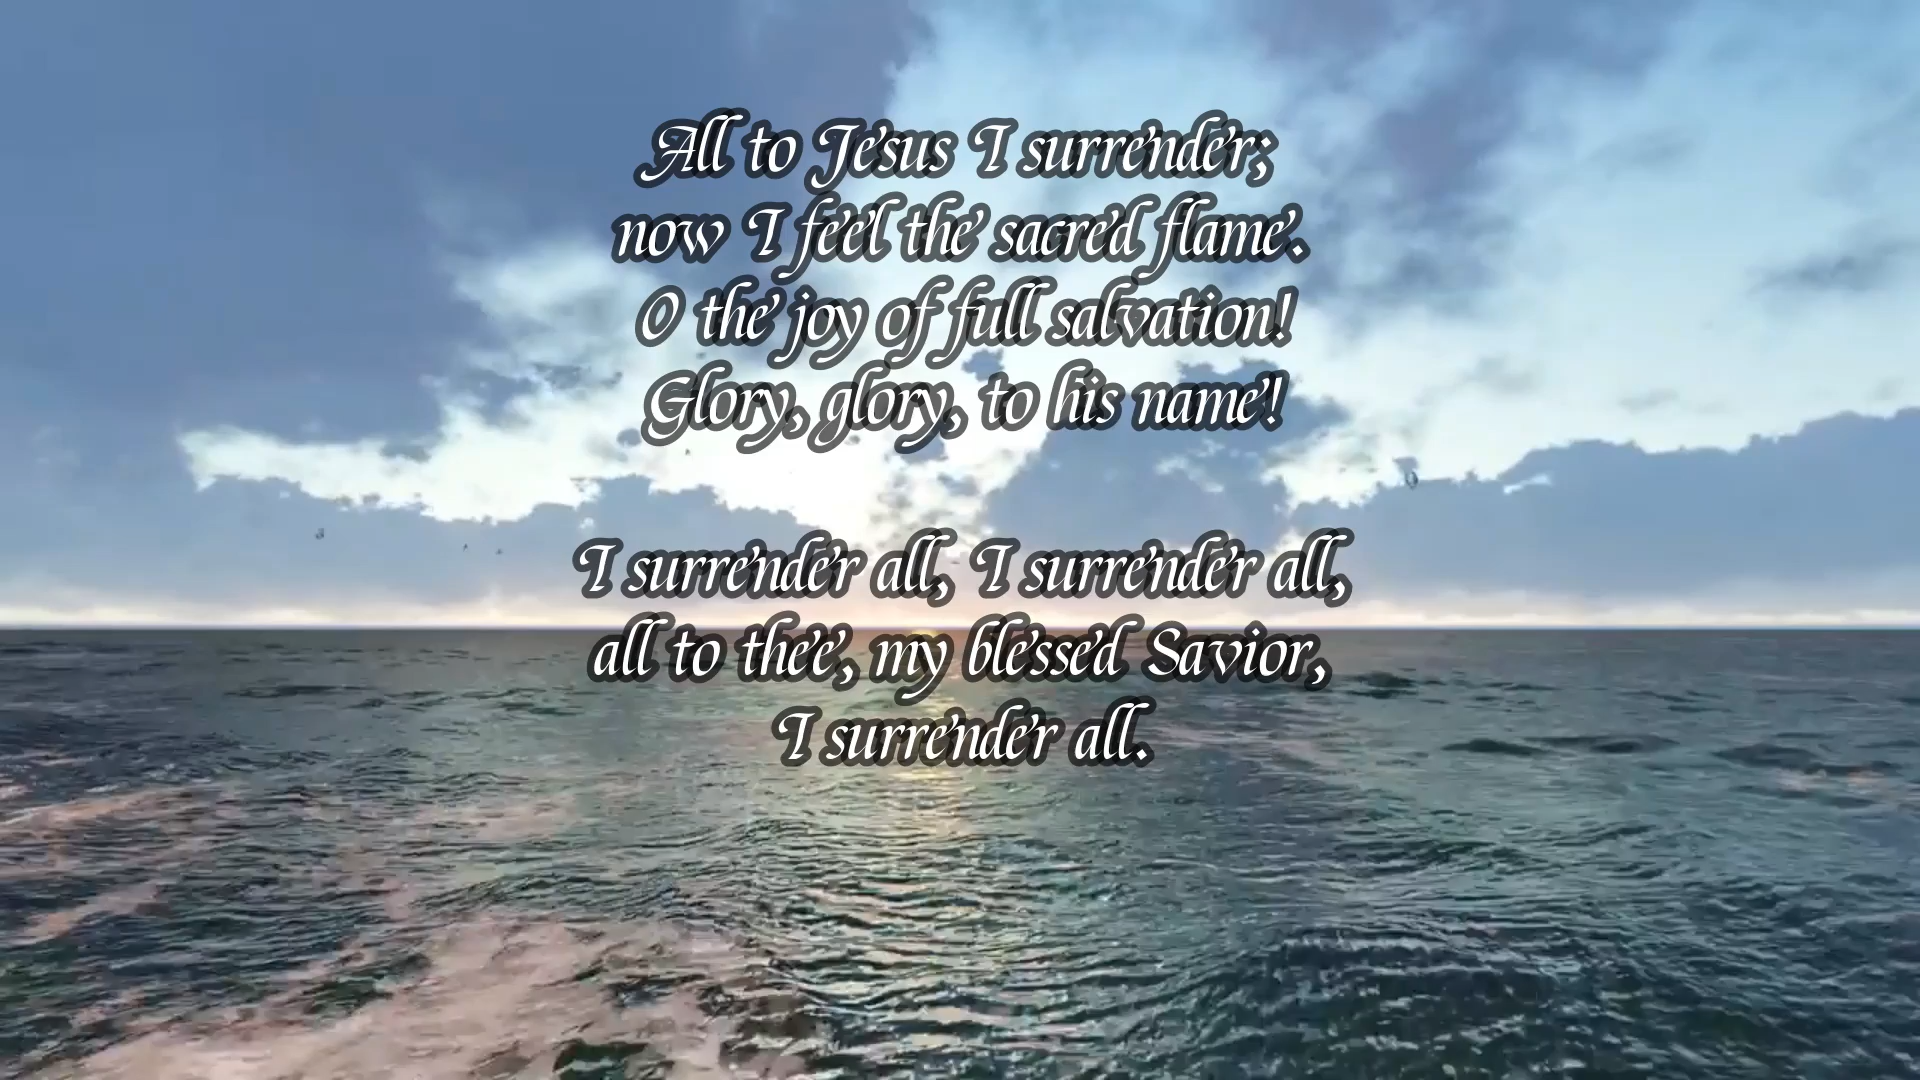 All to Jesus I surrender;
now I feel the sacred flame.
O the joy of full salvation!
Glory, glory, to his name!
I surrender all, I surrender all,
all to thee, my blessed Savior,
I surrender all.